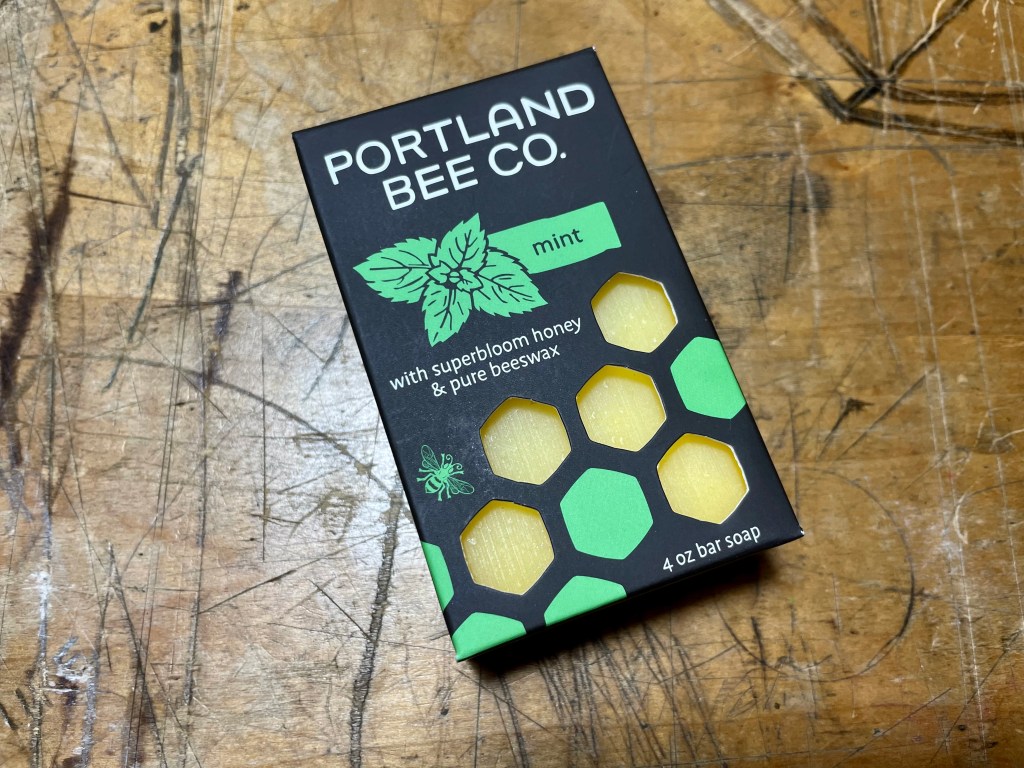 PORTLAND
BEE CO.
mint
with superbloom honey
& pure beeswax
4 oz bar soap